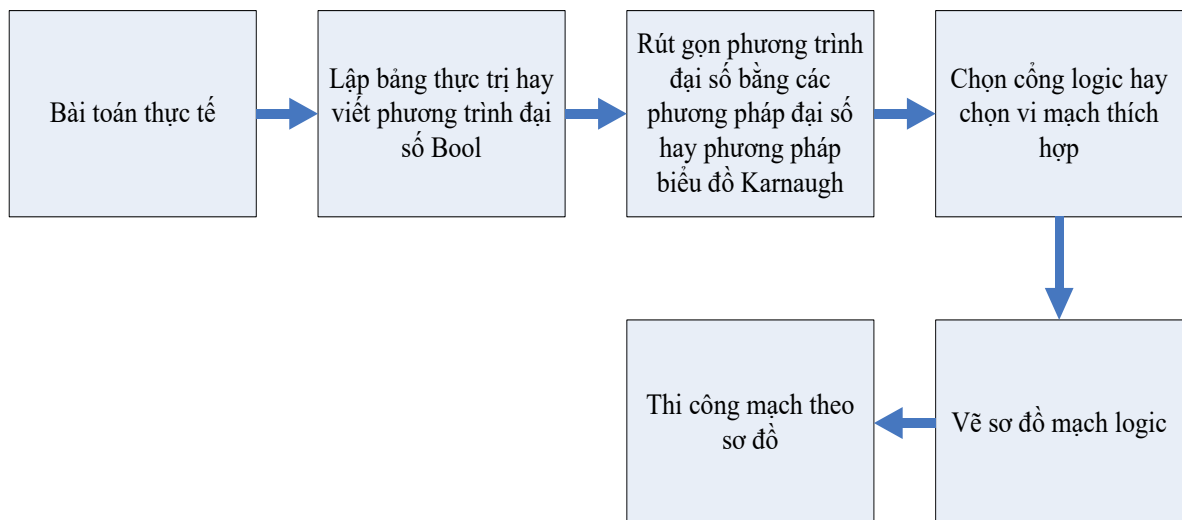 Bài toán thực tế
Lập bảng thực trị hay
viết phương trình đại
số Bool
Rút gọn phương trình
đại số bằng các
phương pháp đại số
hay phương pháp
biểu đồ Karnaugh
Chọn cổng logic hay
chọn vi mạch thích
hợp
Vẽ sơ đồ mạch logic
Thi công mạch theo
sơ đồ